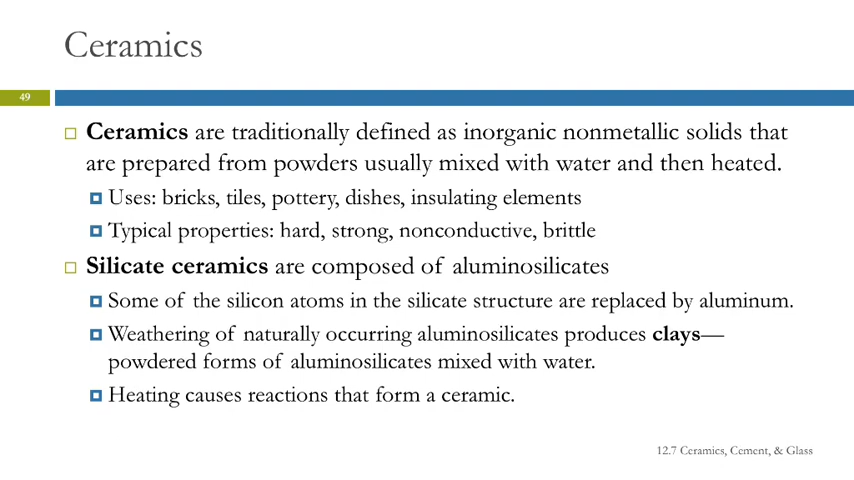 Ceramics
49
Ceramics are traditionally defined as inorganic nonmetallic solids that
are prepared from powders usually mixed with water and then heated.
Uses: bricks, tiles, pottery, dishes, insulating elements
Typical properties: hard, strong, nonconductive, brittle
Silicate ceramics are composed of aluminosilicates
Some of the silicon atoms in the silicate structure are replaced by aluminum.
Weathering of naturally occurring aluminosilicates produces clays—
powdered forms of aluminosilicates mixed with water.
Heating causes reactions that form a ceramic.
12.7 Ceramics, Cement, & Glass